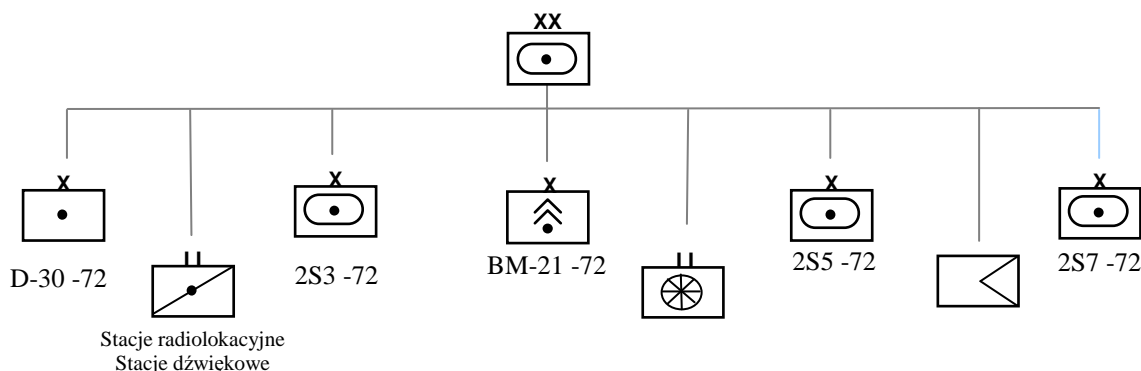 XX
X
X
X
X
X
II
II
D-30 -72
2S3 -72
BM-21 -72
2S5 -72
2S7 -72
Stacje radiolokacyjne
Stacje dźwiękowe